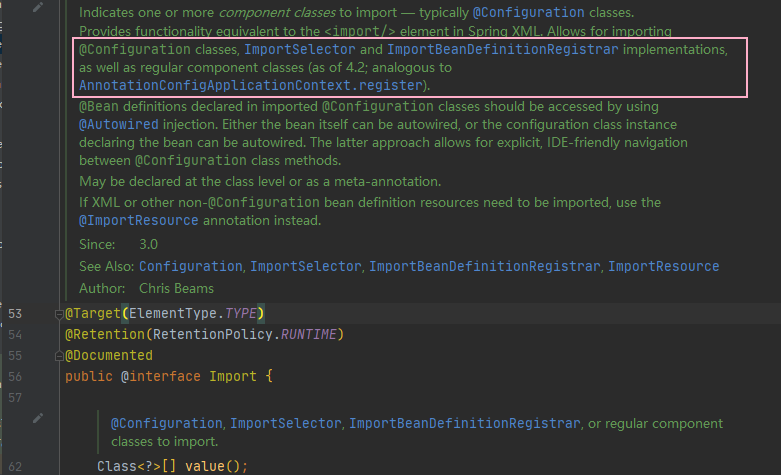 Indicates one or more component classes to import — typically @Configuration classes.
Provides functionality equivalent to the <import/> element in Spring XML. Allows for importing
@Configuration classes, ImportSelector and ImportBeanDefinitionRegistrar implementations,
as well as regular component classes (as of 4.2; analogous to
AnnotationConfigApplicationContext.register).
@Bean definitions declared in imported @Configuration classes should be accessed by using
@Autowired injection. Either the bean itself can be autowired, or the configuration class instance
declaring the bean can be autowired. The latter approach allows for explicit, IDE-friendly navigation
between @Configuration class methods.
May be declared at the class level or as a meta-annotation.
If XML or other non-@Configuration bean definition resources need to be imported, use the
@ImportResource annotation instead.
Since: 3.0
See Also: Configuration, ImportSelector, ImportBeanDefinitionRegistrar, ImportResource
Author: Chris Beams
53 @Target(ElementType.TYPE)
54 @Retention(RetentionPolicy.RUNTIME)
55 @Documented
56 public @interface Import {
57
@Configuration, ImportSelector, ImportBeanDefinitionRegistrar, or regular component
classes to import.
62 Class<?>[] value();